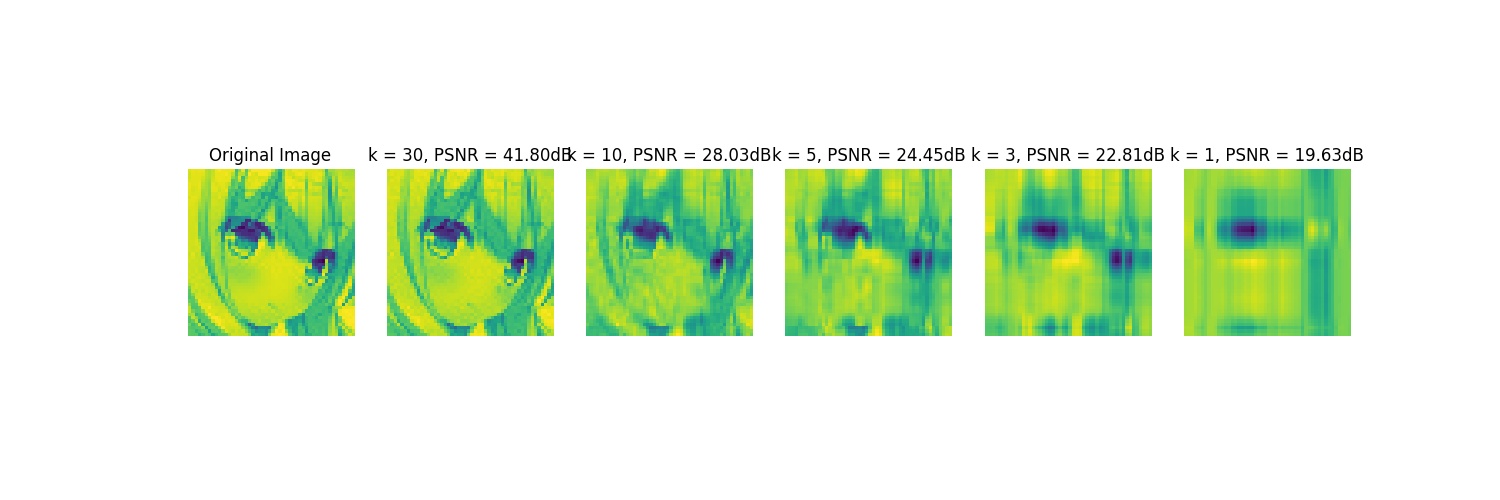 Original Image
k = 30, PSNR = 41.80dB
k = 10, PSNR = 28.03dB
k = 5, PSNR = 24.45dB
k = 3, PSNR = 22.81dB
k = 1, PSNR = 19.63dB